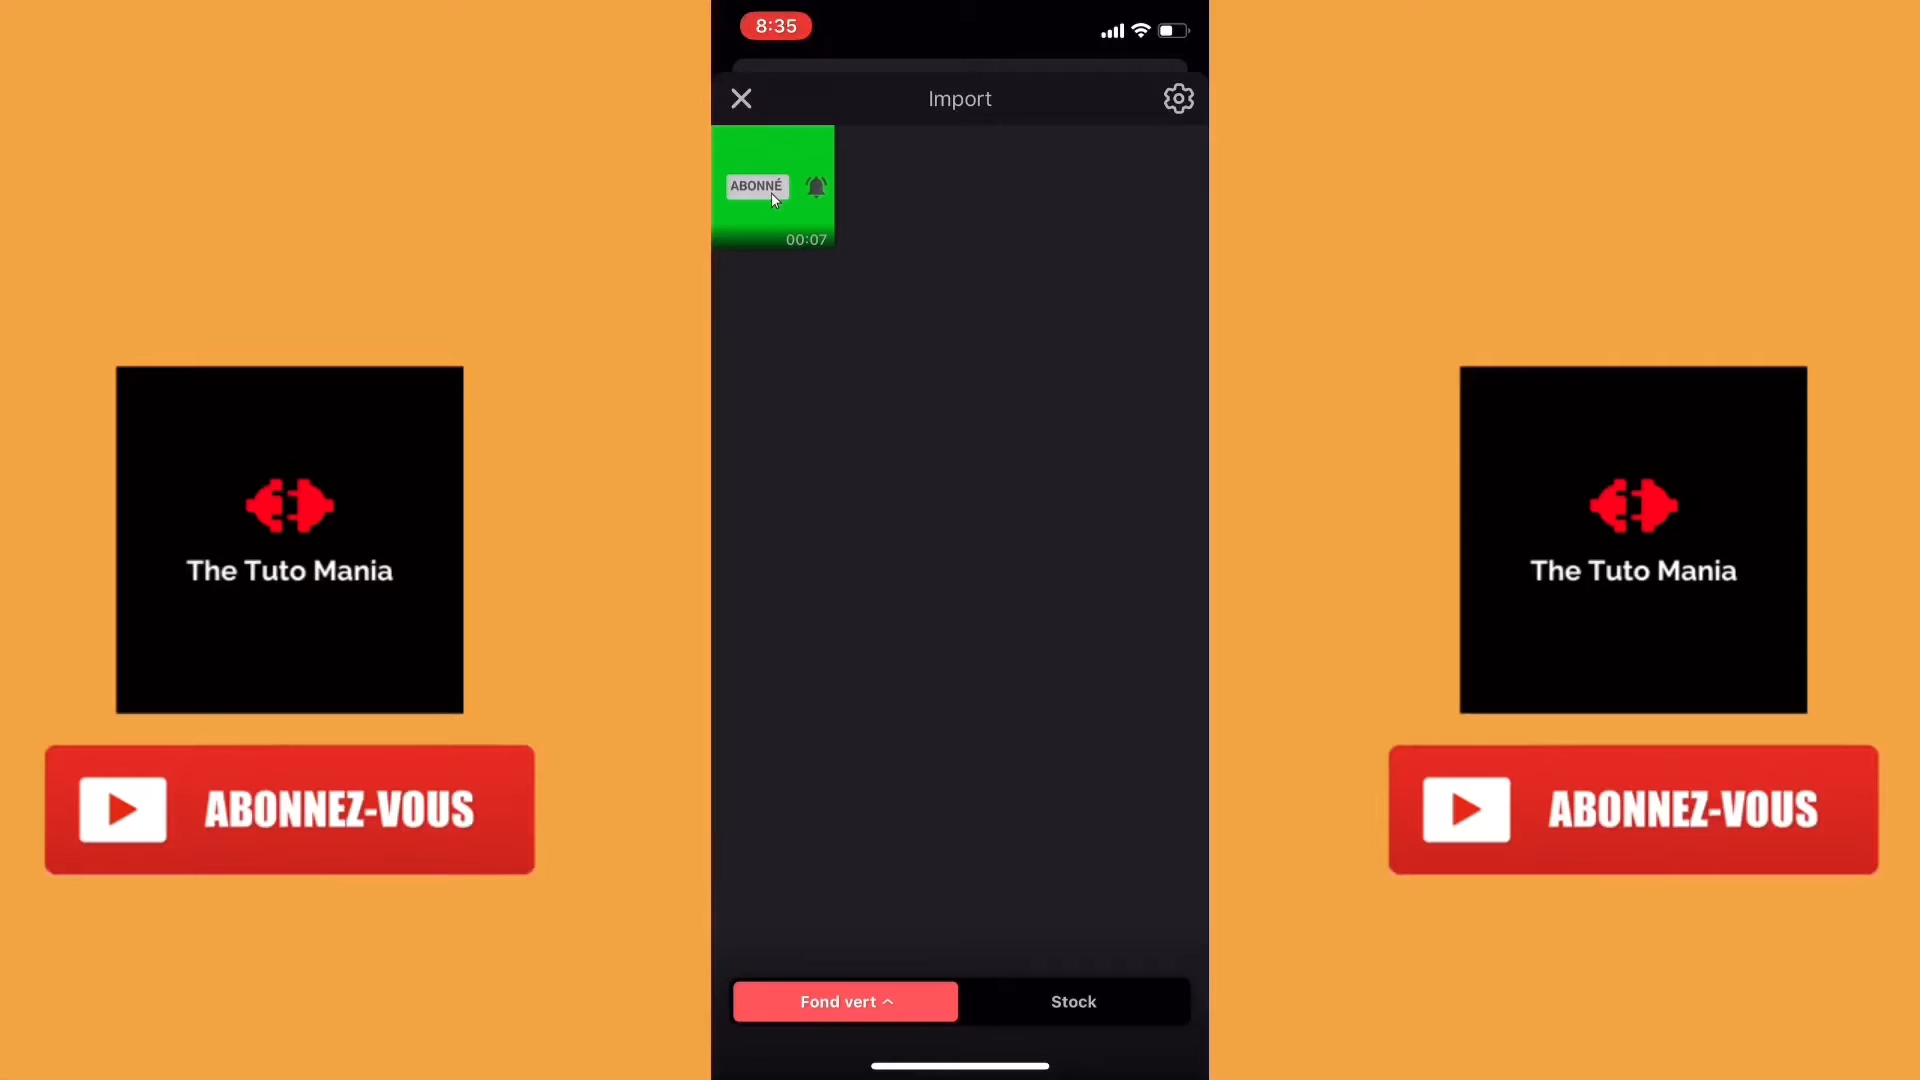 8:35
Import
ABONNÉ
00:07
The Tuto Mania
ABONNEZ-VOUS
The Tuto Mania
ABONNEZ-VOUS
Fond vert
Stock